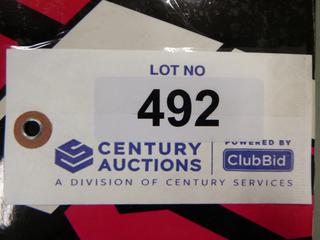 LOT NO
492
CENTURY
AUCTIONS
POWERED BY
ClubBid
A DIVISION OF CENTURY SERVICES